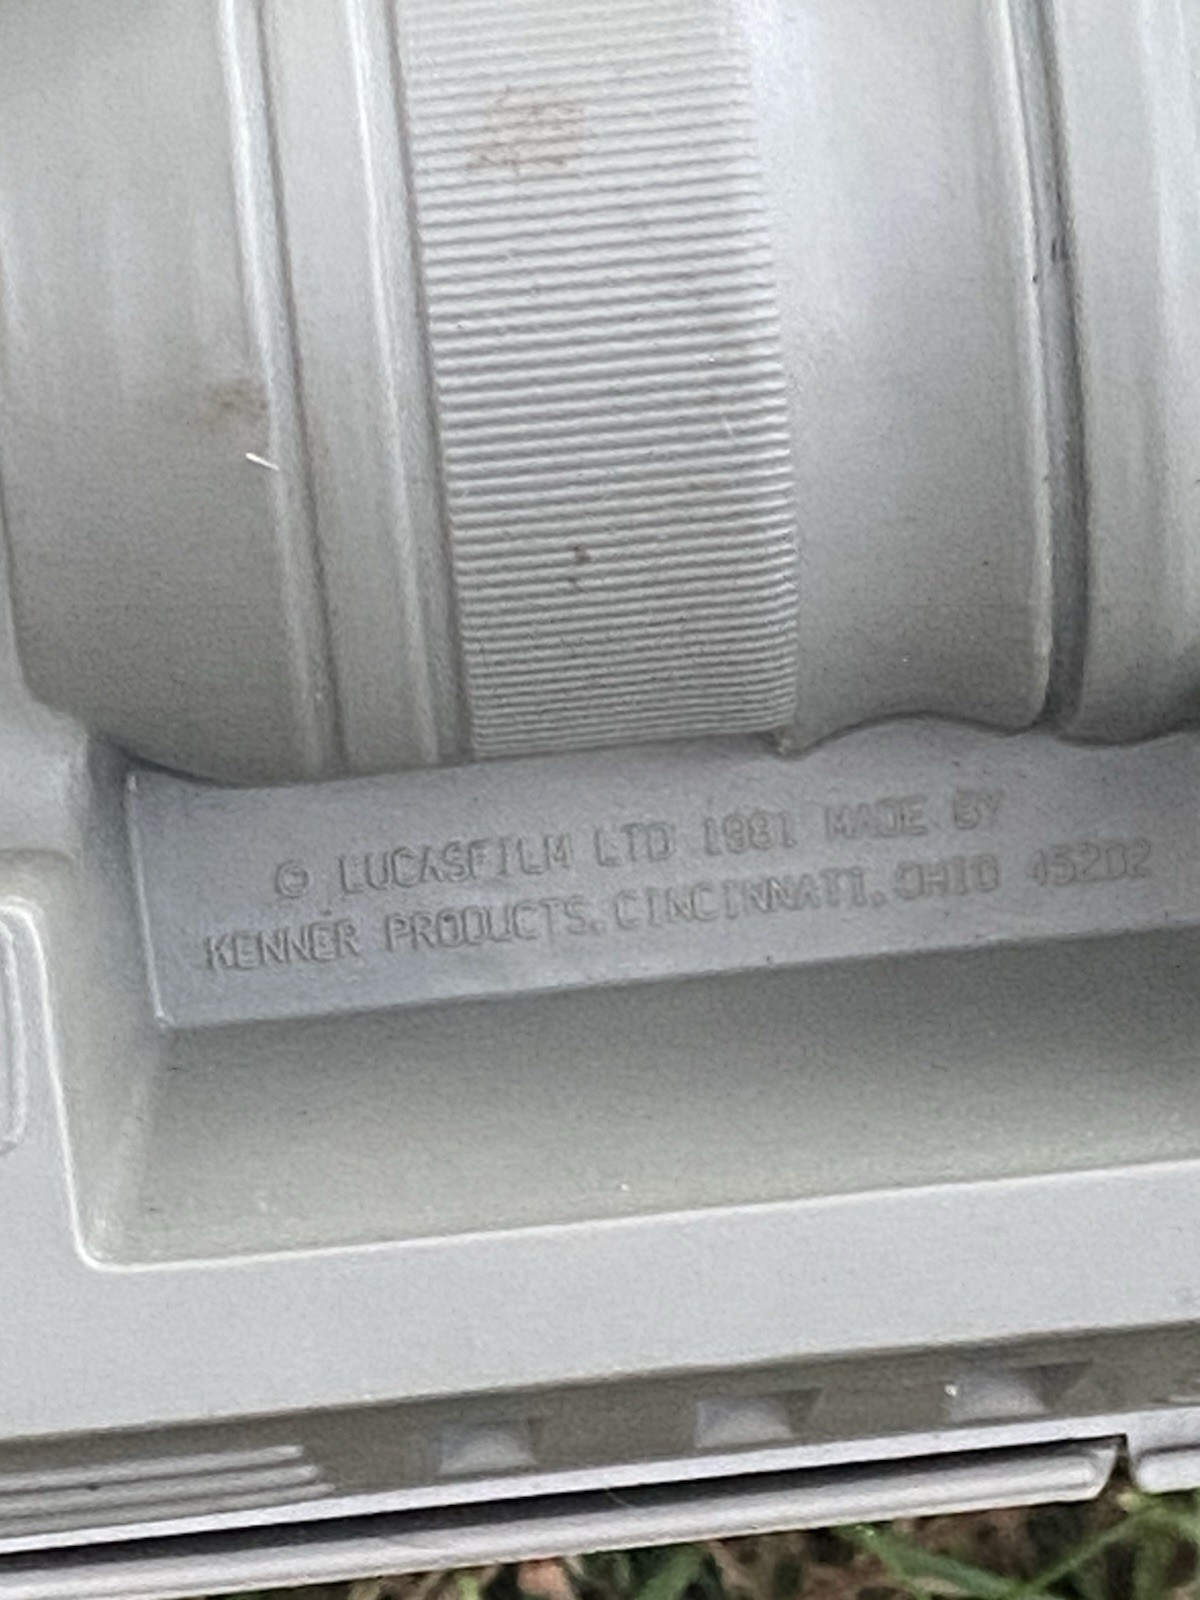 © LUCASFILM LTD 1981 MADE BY
KENNER PRODUCTS. CINCINNATI. OHIO 45202